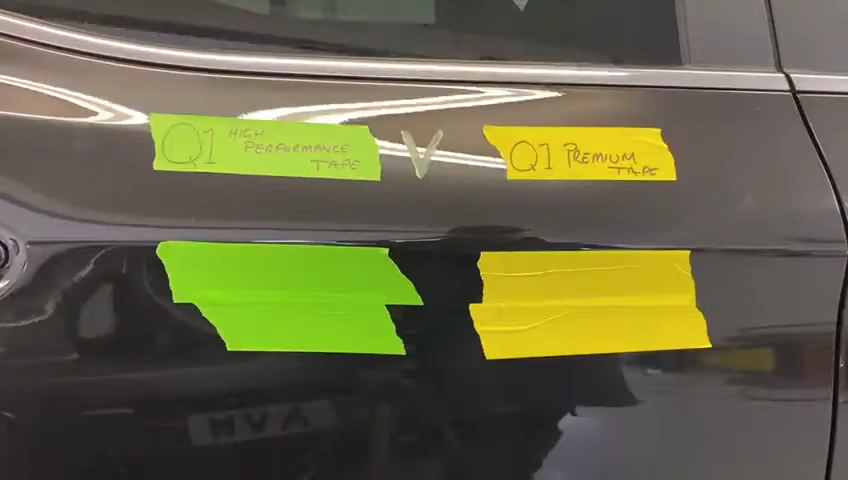 Q1 HIGH
PERFORMANCE
TAPE
V
Q1 PREMIUM
TAPE